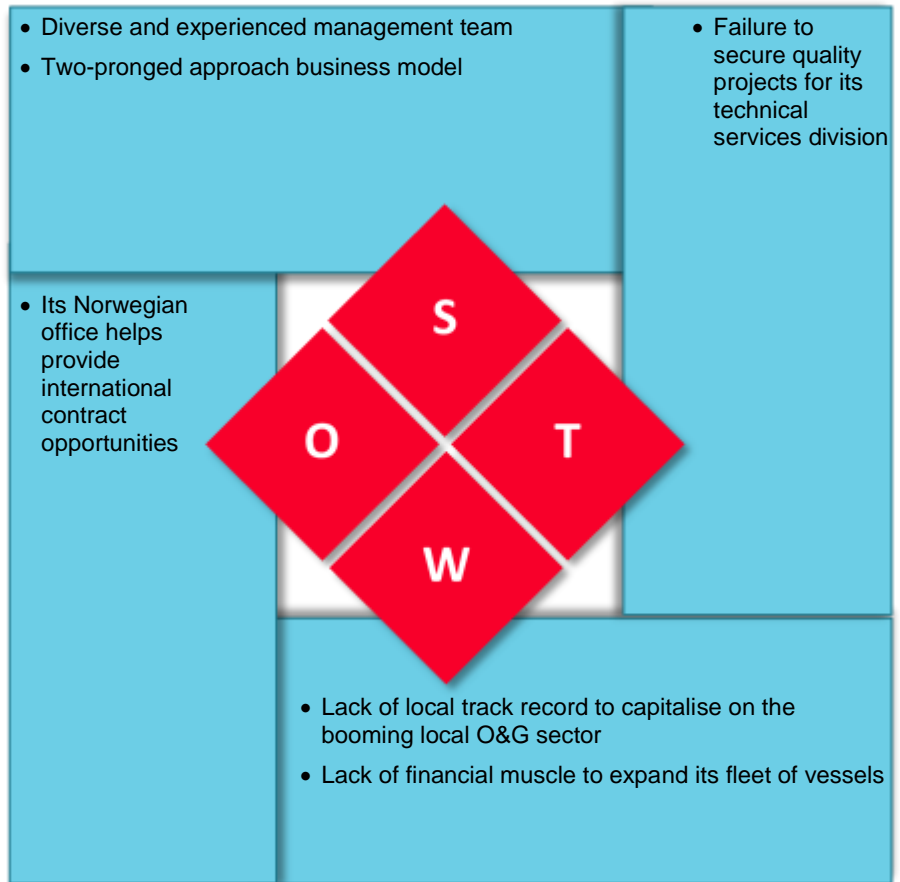 • Diverse and experienced management team
• Two-pronged approach business model
• Failure to
secure quality
projects for its
technical
services division
• Its Norwegian
office helps
provide
international
contract
opportunities
S
O
T
W
• Lack of local track record to capitalise on the
booming local O&G sector
• Lack of financial muscle to expand its fleet of vessels